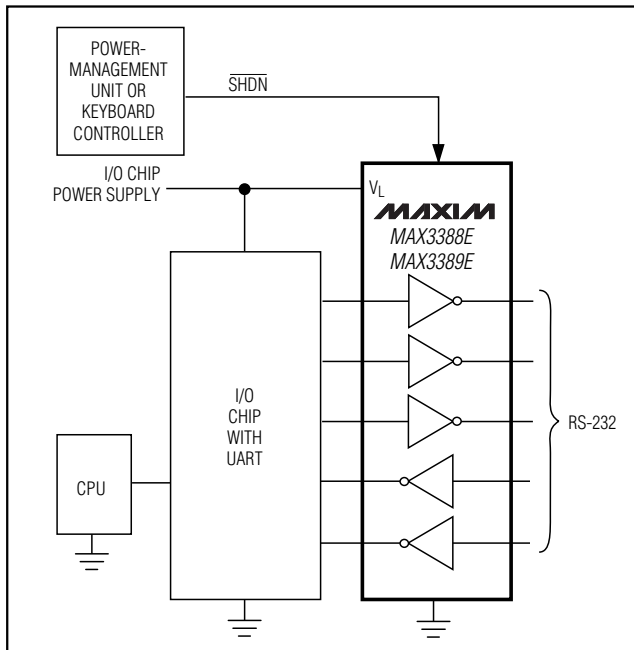 POWER-
MANAGEMENT
UNIT OR
KEYBOARD
CONTROLLER
SHDN
I/O CHIP
POWER SUPPLY
VL
MAXIM
MAX3388E
MAX3389E
I/O
CHIP
WITH
UART
RS-232
CPU